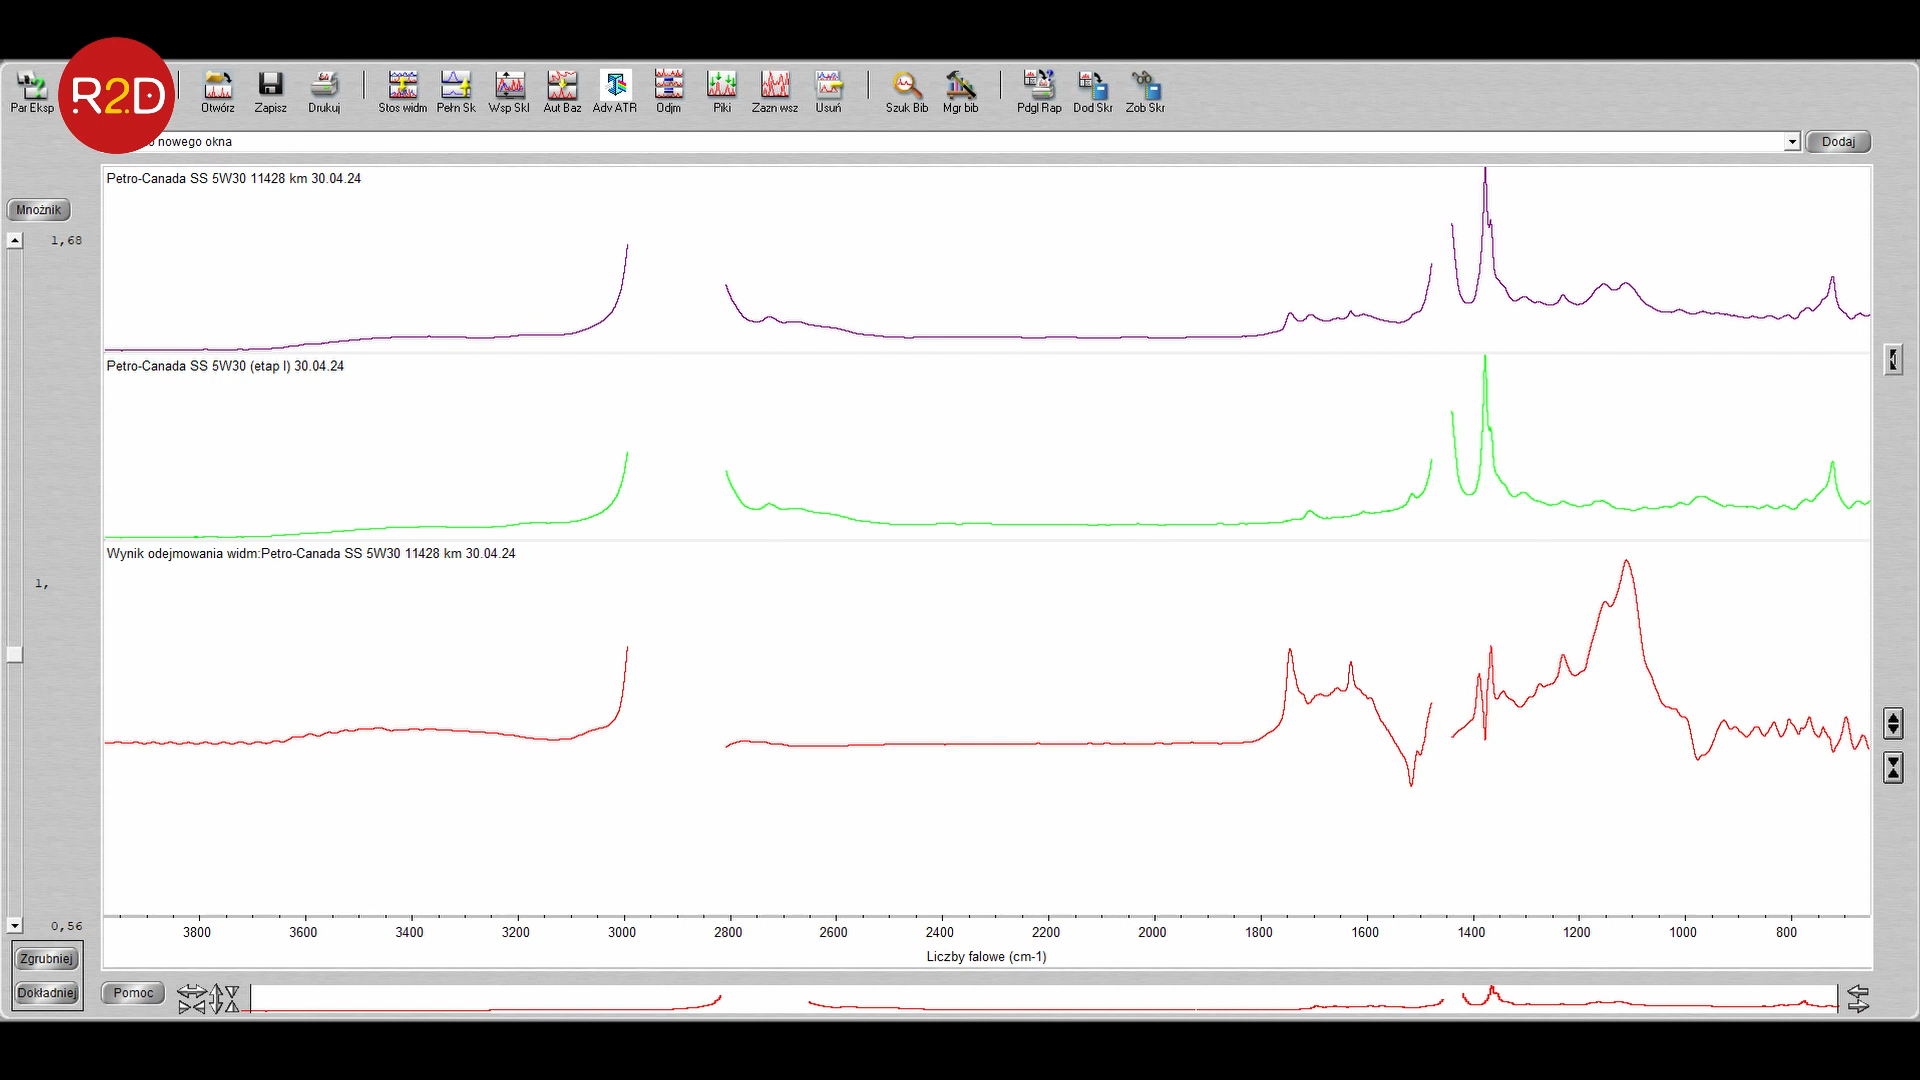 R2D
Par Eksp Otwórz Zapisz Drukuj Stos widm Pełn Sk Wsp Skl Aut Baz Adv ATR Odjm Piki Zazn wsz Usuń Szuk Bib Mgr bib Pdgl Rap Dod Skr Zob Skr
nowego okna Dodaj
Petro-Canada SS 5W30 11428 km 30.04.24
Mnożnik
1,68
Petro-Canada SS 5W30 (etap I) 30.04.24
Wynik odejmowania widm:Petro-Canada SS 5W30 11428 km 30.04.24
1,
0,56
3800 3600 3400 3200 3000 2800 2600 2400 2200 2000 1800 1600 1400 1200 1000 800
Liczby falowe (cm-1)
Zgrubniej
Dokładniej
Pomoc